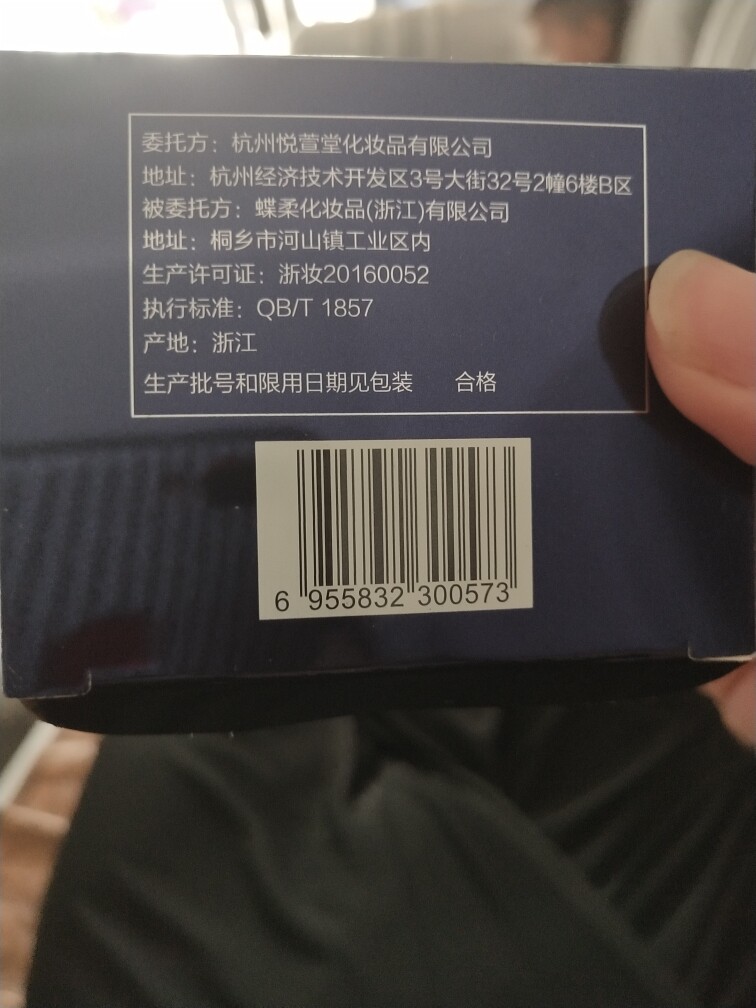 委托方：杭州悦萱堂化妆品有限公司
地址：杭州经济技术开发区3号大街32号2幢6楼B区
被委托方：蝶柔化妆品(浙江)有限公司
地址：桐乡市河山镇工业区内
生产许可证：浙妆20160052
执行标准：QB/T 1857
产地：浙江
生产批号和限用日期见包装 合格
6 955832 300573